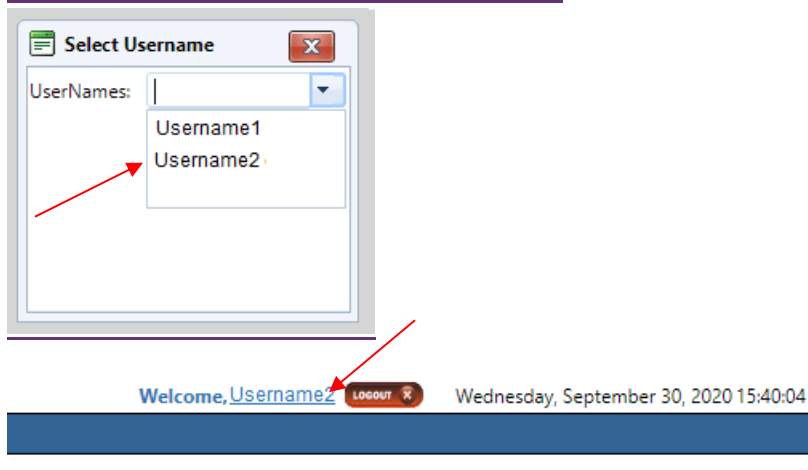 Select Username
UserNames:
Username1
Username2
Welcome, Username2 LOGOUT Wednesday, September 30, 2020 15:40:04